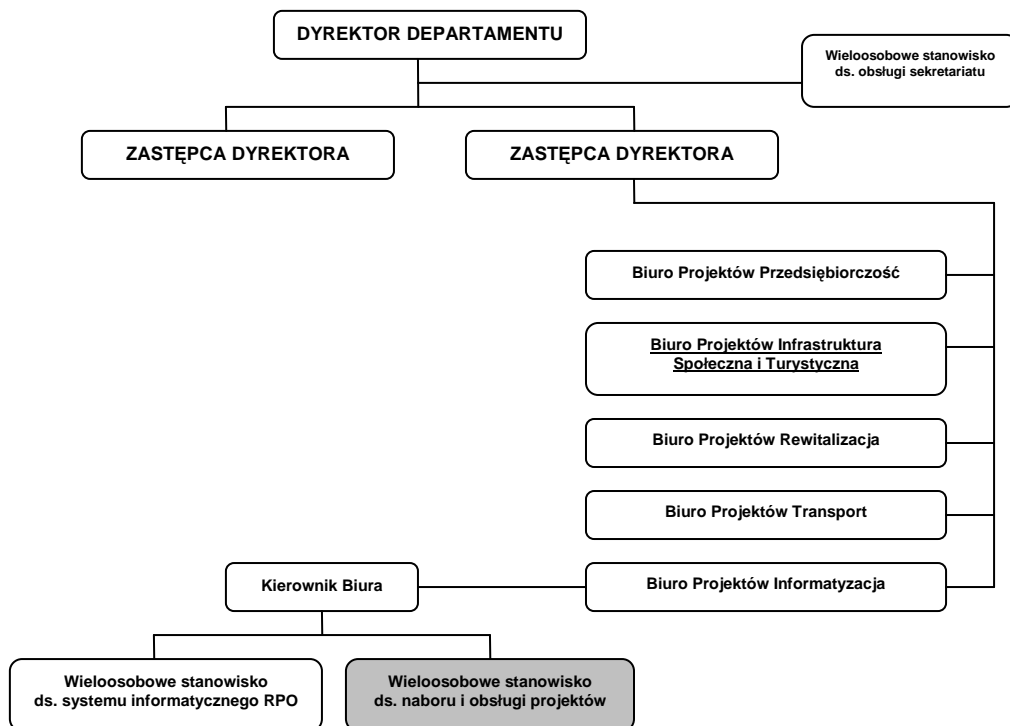 DYREKTOR DEPARTAMENTU
Wieloosobowe stanowisko
ds. obsługi sekretariatu
ZASTĘPCA DYREKTORA
ZASTĘPCA DYREKTORA
Biuro Projektów Przedsiębiorczość
Biuro Projektów Infrastruktura
Społeczna i Turystyczna
Biuro Projektów Rewitalizacja
Biuro Projektów Transport
Kierownik Biura
Biuro Projektów Informatyzacja
Wieloosobowe stanowisko
ds. systemu informatycznego RPO
Wieloosobowe stanowisko
ds. naboru i obsługi projektów